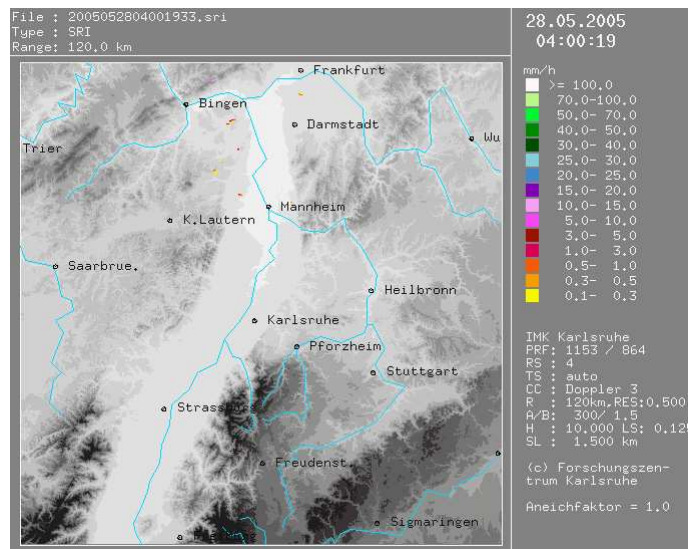 File : 2005052804001933.sri
Type : SRI
Range: 120.0 km
28.05.2005
04:00:19
mm/h
>= 100.0
70.0-100.0
50.0- 70.0
40.0- 50.0
30.0- 40.0
25.0- 30.0
20.0- 25.0
15.0- 20.0
10.0- 15.0
5.0- 10.0
3.0- 5.0
1.0- 3.0
0.5- 1.0
0.3- 0.5
0.1- 0.3
IMK Karlsruhe
PRF: 1153 / 864
RS : 4
TS : auto
CC : Doppler 3
R : 120km,RES:0.500
A/B: 300/ 1.5
H : 10.000 LS: 0.125
SL : 1.500 km
(c) Forschungszen-
trum Karlsruhe
Aneichfaktor = 1.0
Frankfurt
Bingen
Darmstadt
Wu
Trier
Mannheim
K.Lautern
Saarbrue.
Heilbronn
Karlsruhe
Pforzheim
Stuttgart
Strassburg
Freudenst.
Sigmaringen